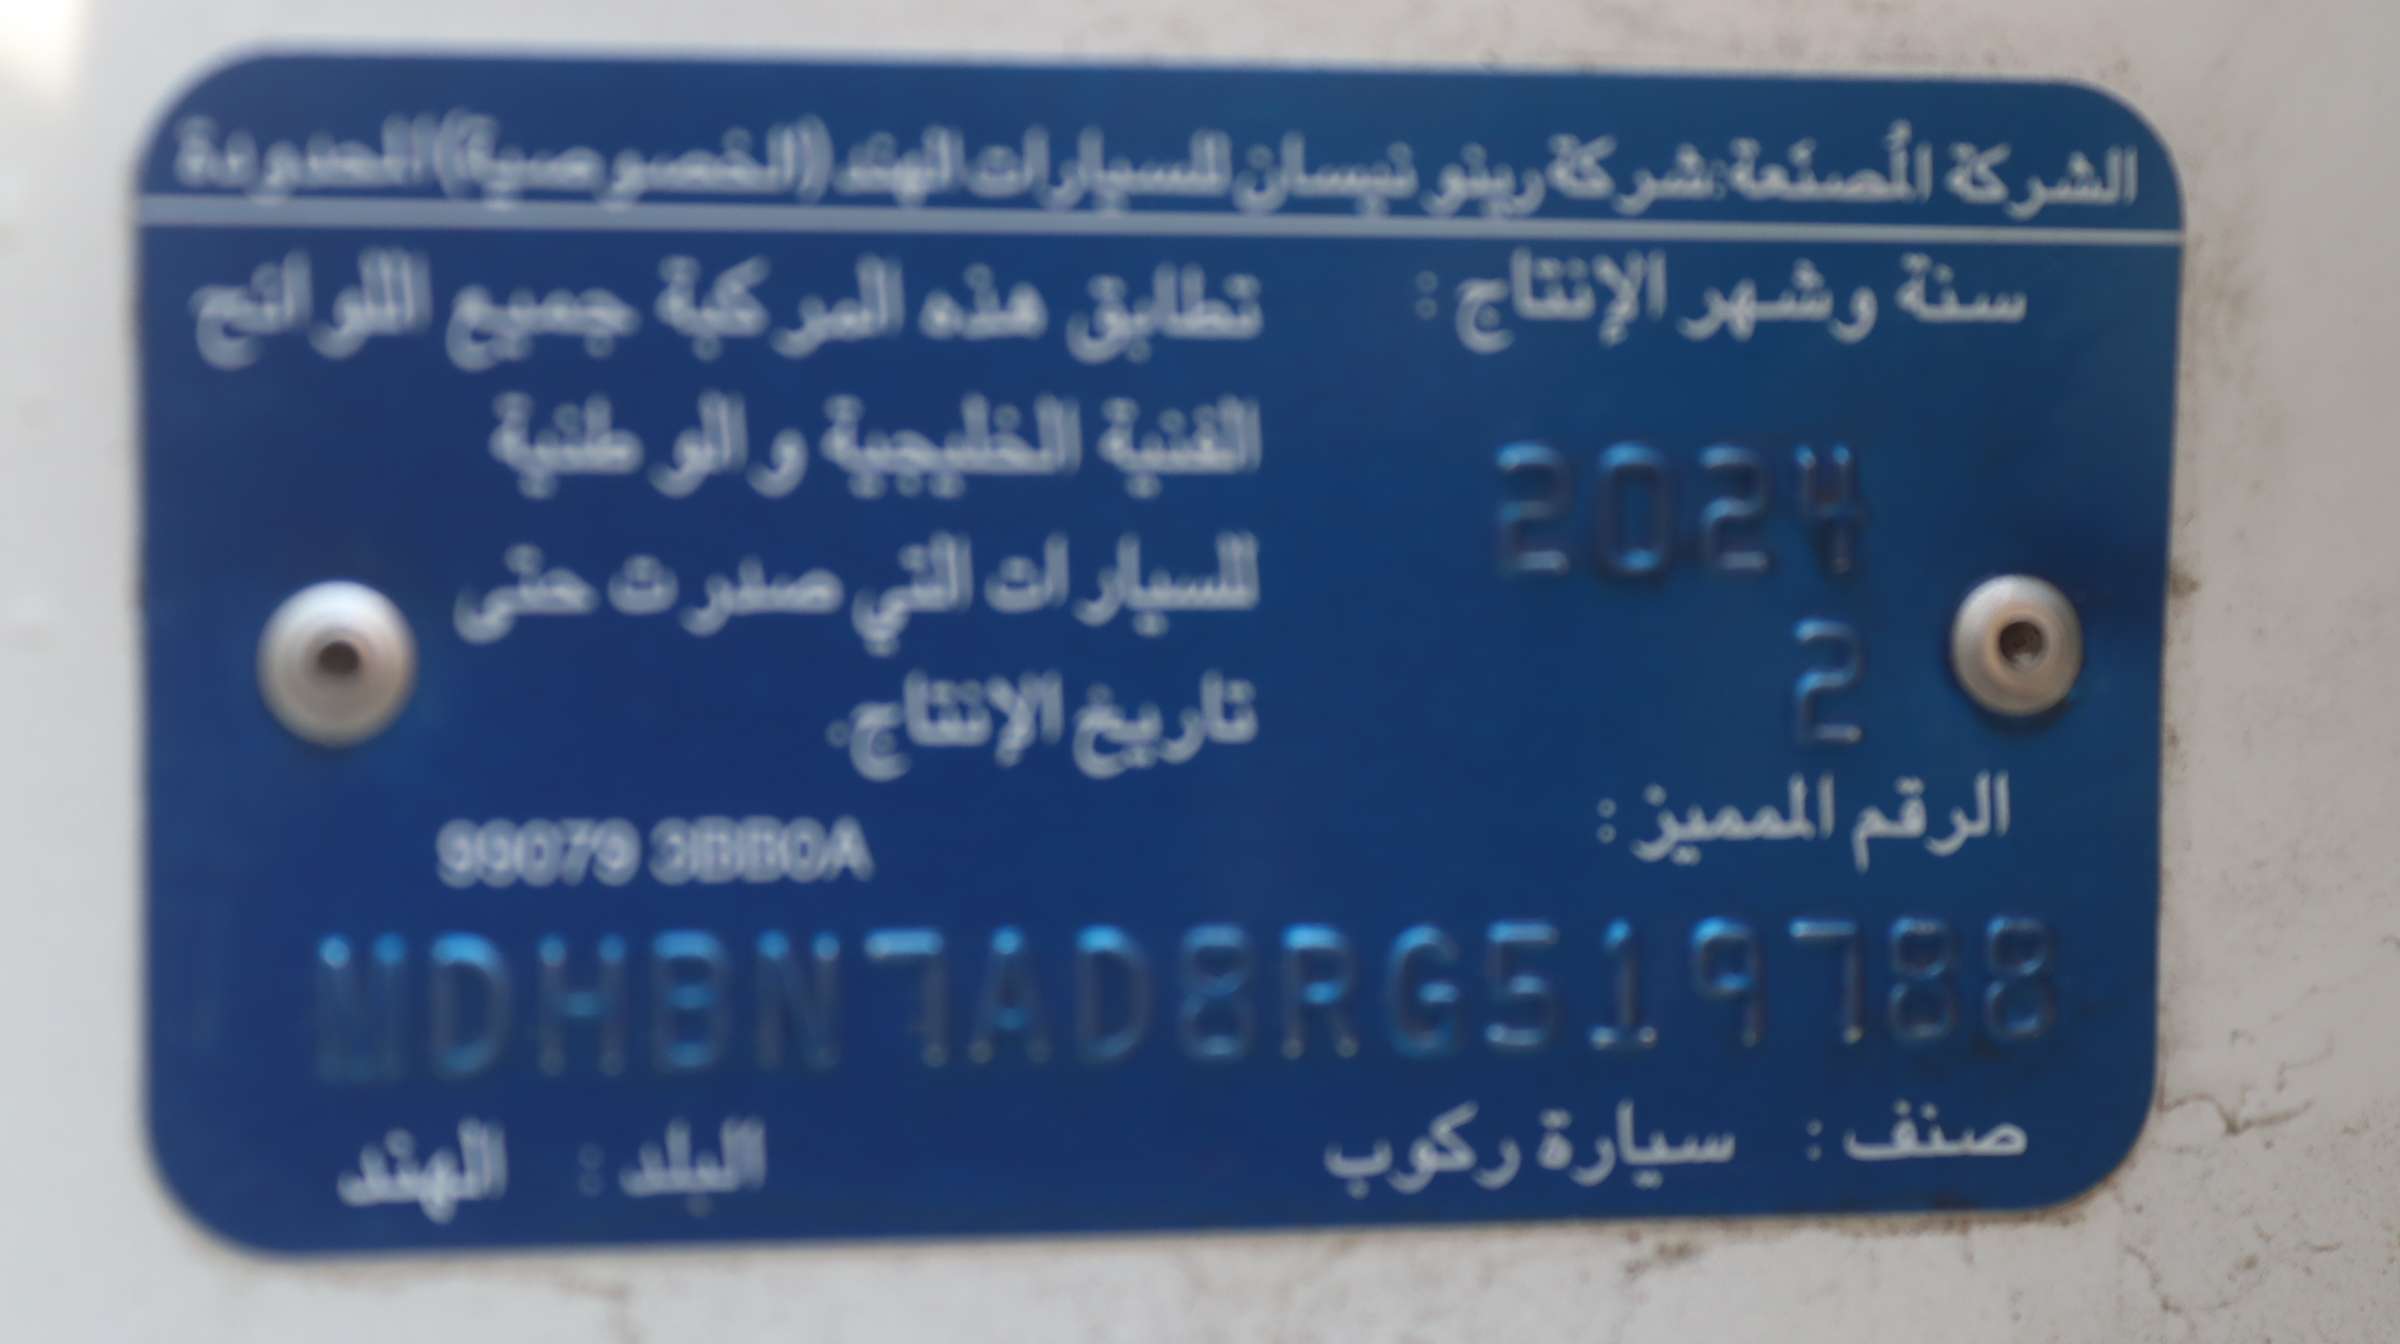 الشركة المُصنّعة: شركة رينو نيسان للسيارات الهند (الخصوصية) المحدودة
سنة وشهر الإنتاج :
2024
2
تطابق هذه المركبة جميع اللوائح
الفنية الخليجية والوطنية
للسيارات التي صدرت حتى
تاريخ الإنتاج.
الرقم المميز :
99079 3BB0A
MDHBN7AD8RG519788
صنف : سيارة ركوب
البلد : الهند